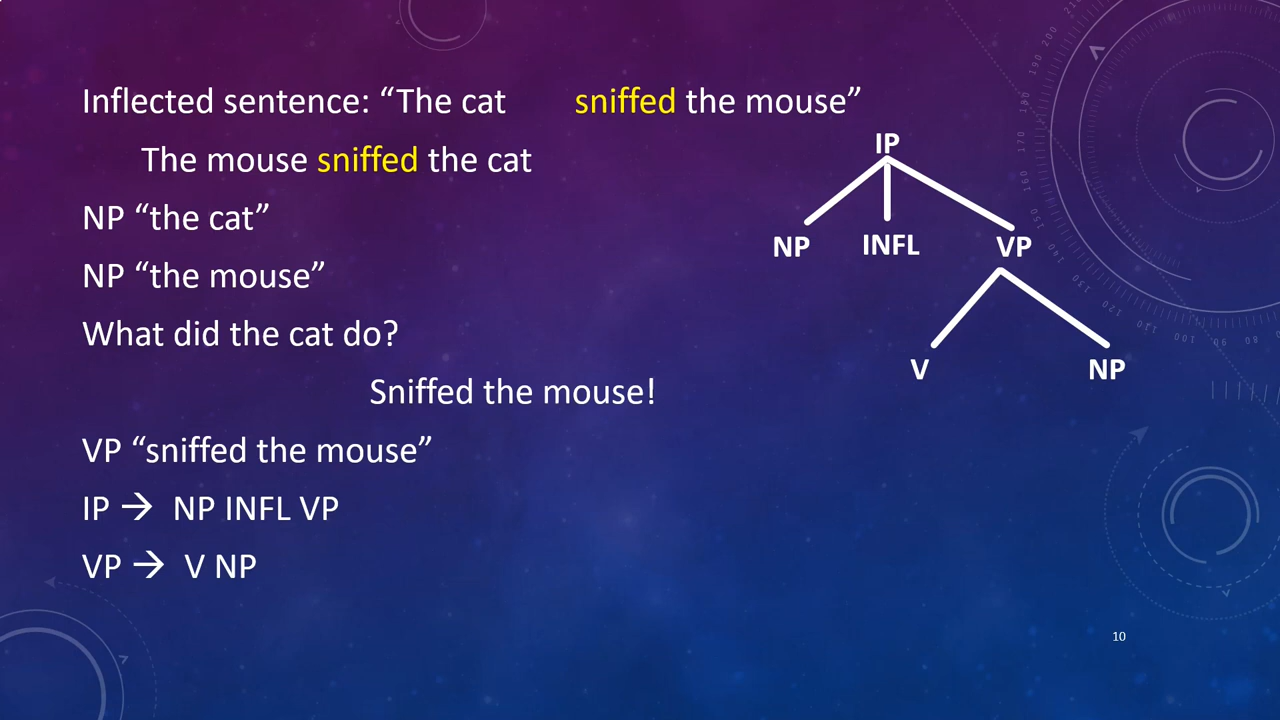 Inflected sentence: “The cat sniffed the mouse”
The mouse sniffed the cat
NP “the cat”
NP “the mouse”
What did the cat do?
Sniffed the mouse!
VP “sniffed the mouse”
IP → NP INFL VP
VP → V NP
IP
NP INFL VP
V NP
10